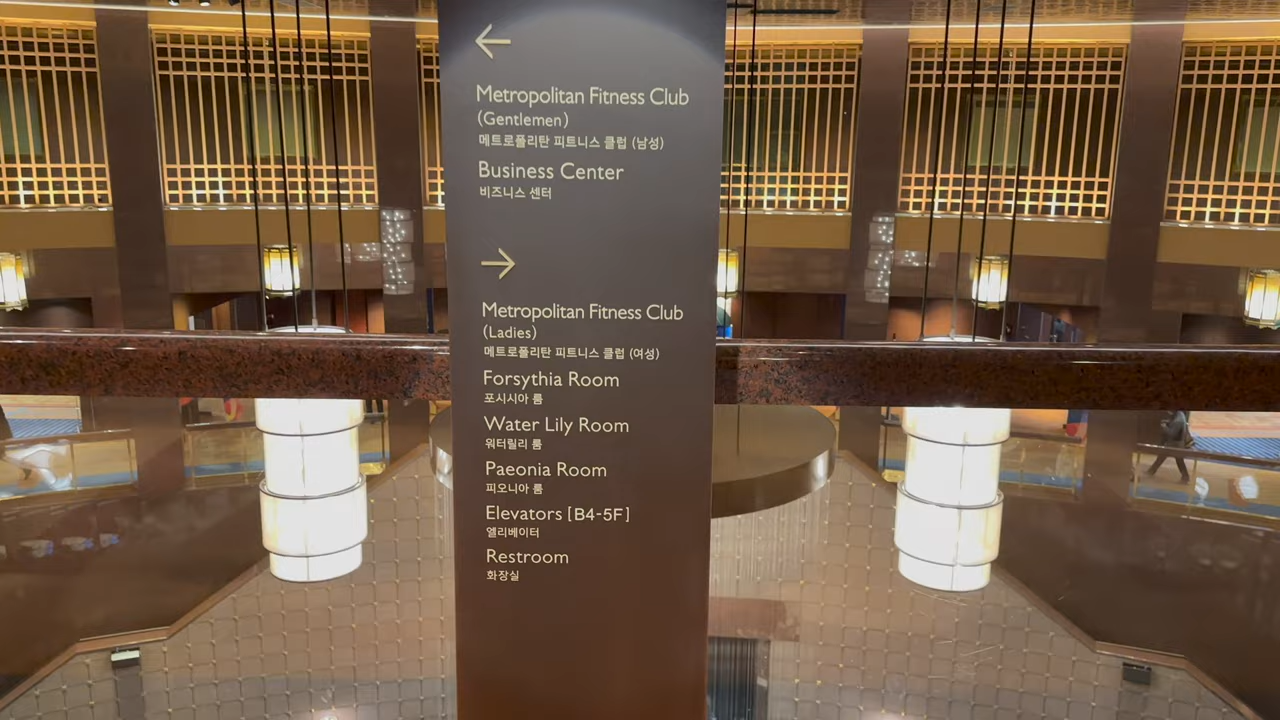 ←
Metropolitan Fitness Club
(Gentlemen)
메트로폴리탄 피트니스 클럽 (남성)
Business Center
비즈니스 센터
→
Metropolitan Fitness Club
(Ladies)
메트로폴리탄 피트니스 클럽 (여성)
Forsythia Room
포시시아 룸
Water Lily Room
워터릴리 룸
Paeonia Room
피오니아 룸
Elevators [B4-5F]
엘리베이터
Restroom
화장실